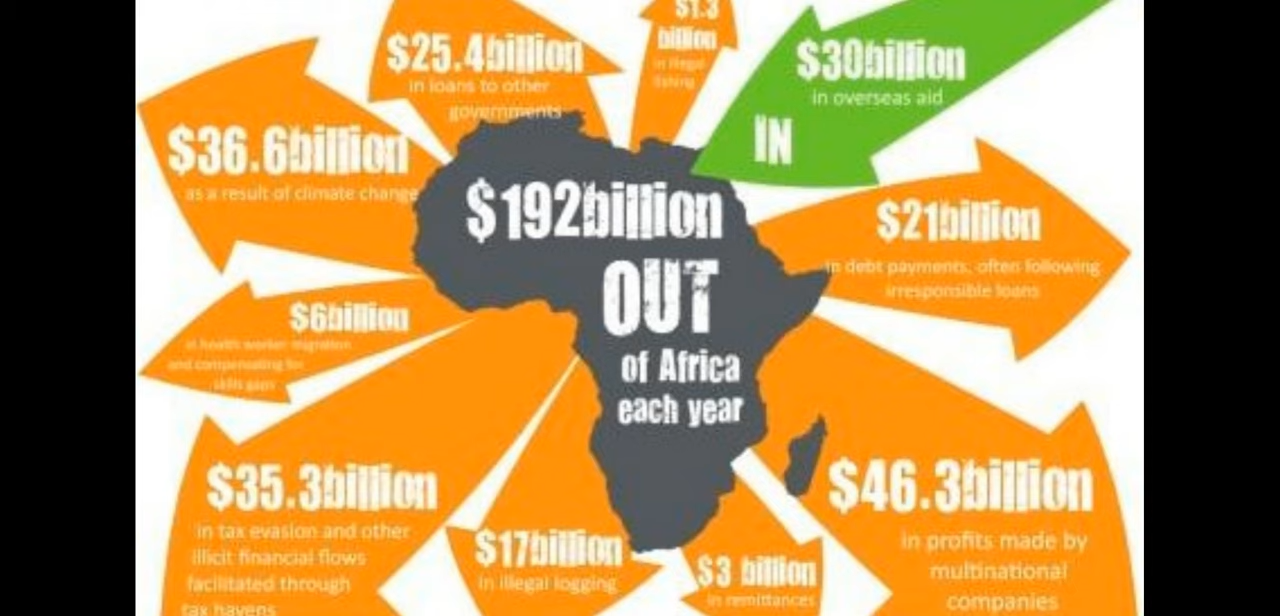 $1.3
billion
in illegal
fishing
$25.4billion
in loans to other
governments
$30billion
in overseas aid
IN
$36.6billion
as a result of climate change
$192billion
OUT
of Africa
each year
$21billion
in debt payments, often following
irresponsible loans
$6billion
in health worker migration
and compensating for
skills gaps
$35.3billion
in tax evasion and other
illicit financial flows
facilitated through
tax havens
$17billion
in illegal logging
$3 billion
in remittances
$46.3billion
in profits made by
multinational
companies